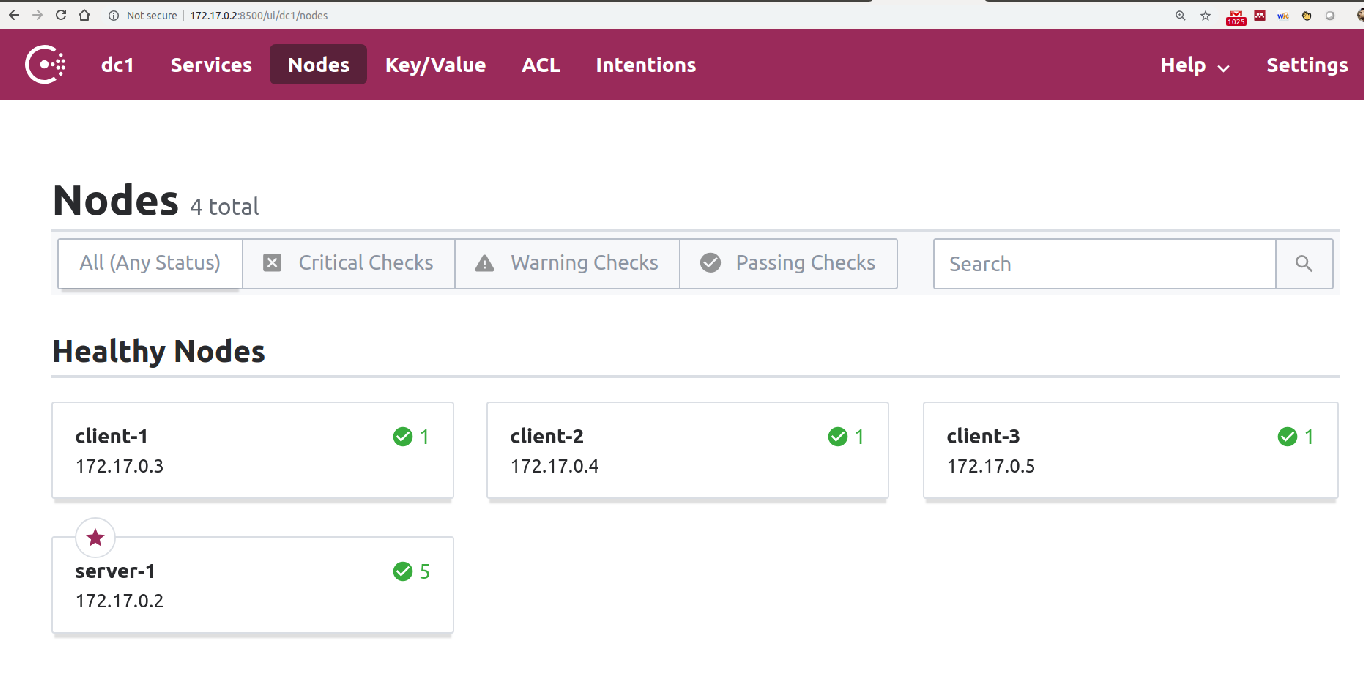 Not secure | 172.17.0.2:8500/ui/dc1/nodes
1025
dc1 Services Nodes Key/Value ACL Intentions Help Settings
Nodes 4 total
All (Any Status) Critical Checks Warning Checks Passing Checks Search
Healthy Nodes
client-1 1 client-2 1 client-3 1
172.17.0.3 172.17.0.4 172.17.0.5
server-1 5
172.17.0.2